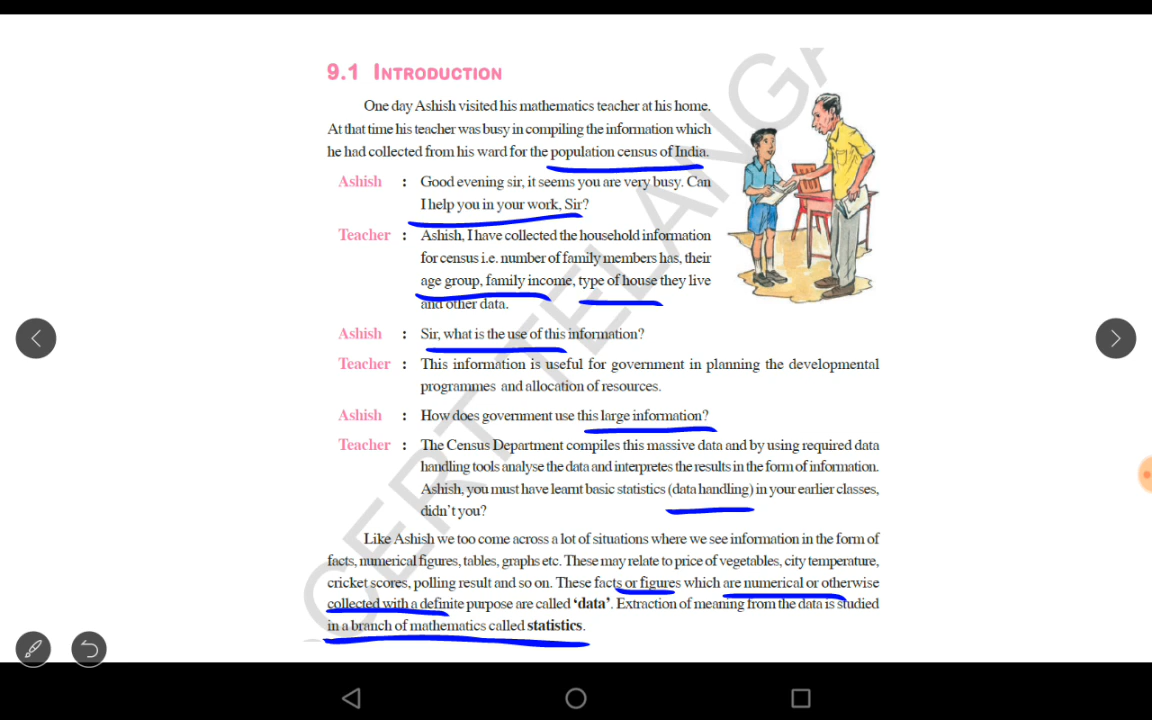 9.1 INTRODUCTION
One day Ashish visited his mathematics teacher at his home.
At that time his teacher was busy in compiling the information which
he had collected from his ward for the population census of India.
Ashish : Good evening sir, it seems you are very busy. Can
I help you in your work, Sir?
Teacher : Ashish, I have collected the household information
for census i.e. number of family members has, their
age group, family income, type of house they live
and other data.
Ashish : Sir, what is the use of this information?
Teacher : This information is useful for government in planning the developmental
programmes and allocation of resources.
Ashish : How does government use this large information?
Teacher : The Census Department compiles this massive data and by using required data
handling tools analyse the data and interpretes the results in the form of information.
Ashish, you must have learnt basic statistics (data handling) in your earlier classes,
didn't you?
Like Ashish we too come across a lot of situations where we see information in the form of
facts, numerical figures, tables, graphs etc. These may relate to price of vegetables, city temperature,
cricket scores, polling result and so on. These facts or figures which are numerical or otherwise
collected with a definite purpose are called ‘data’. Extraction of meaning from the data is studied
in a branch of mathematics called statistics.
CERT TELANGA